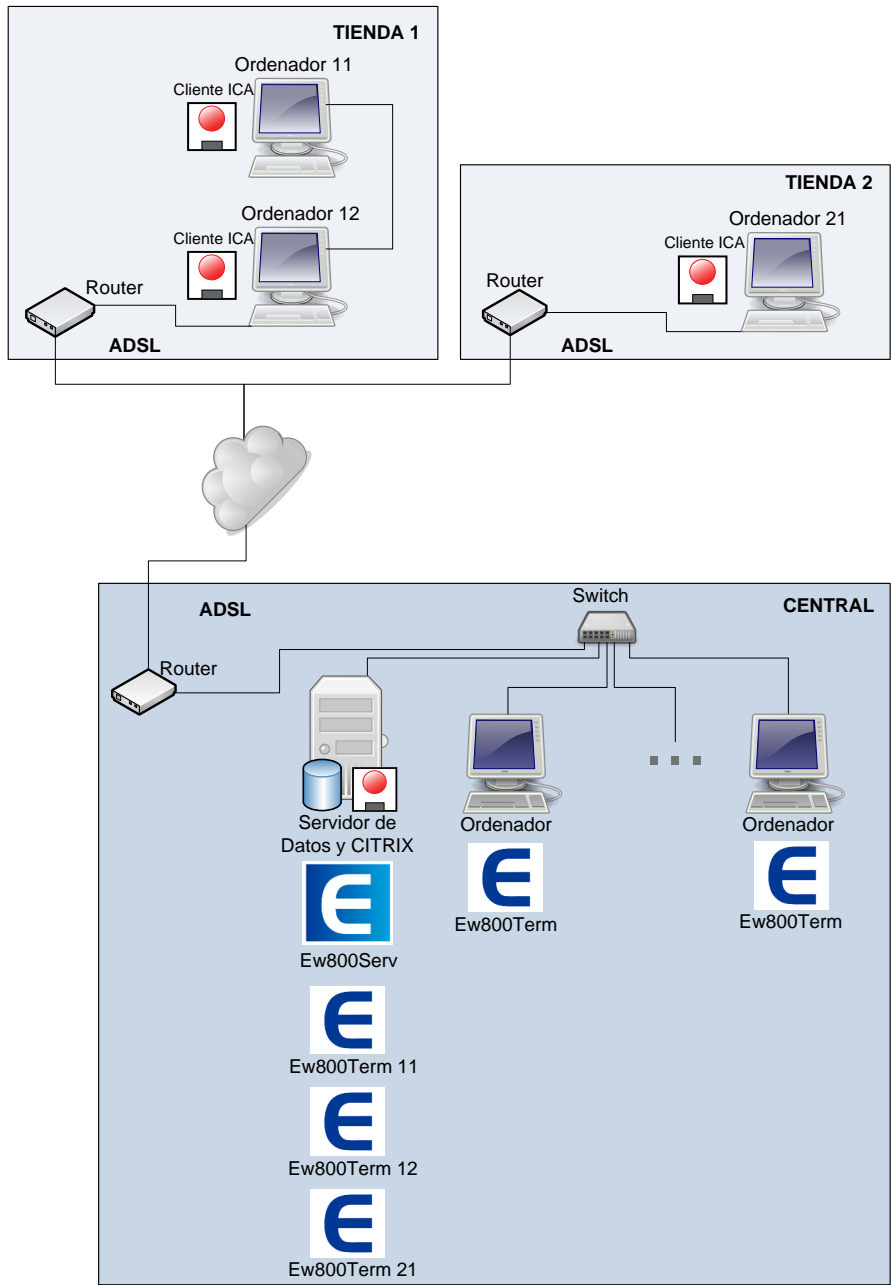 TIENDA 1
Ordenador 11
Cliente ICA
Ordenador 12
Cliente ICA
Router
ADSL
TIENDA 2
Ordenador 21
Cliente ICA
Router
ADSL
ADSL
Switch
CENTRAL
Router
Servidor de
Datos y CITRIX
Ordenador
Ordenador
Ew800Term
Ew800Term
Ew800Serv
Ew800Term 11
Ew800Term 12
Ew800Term 21